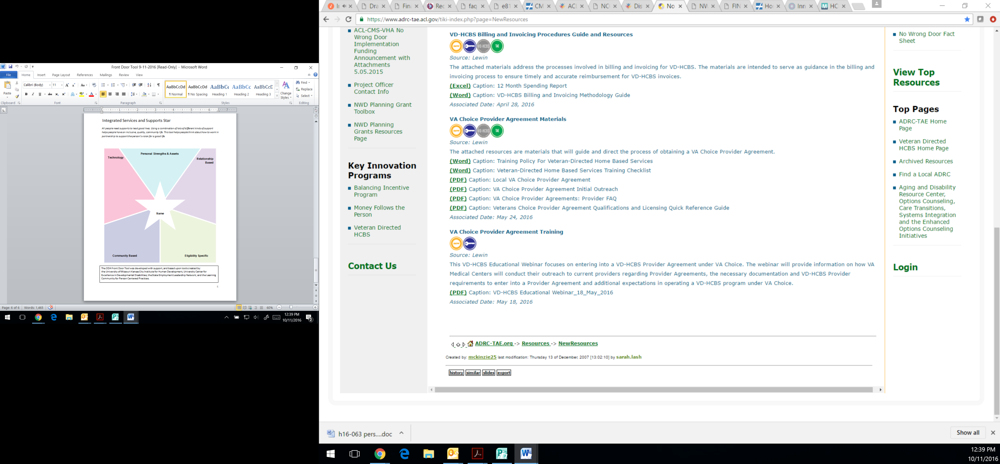 Front Door Tool 9-11-2016 [Read-Only] - Microsoft Word
File Home Insert Page Layout References Mailings Review View
Calibri (Body) 11
Paste
AaBbCcDd AaBbCcDd AaBbCc AaBbCc AaBbCcD
¶ Normal ¶ No Spacing Heading 1 Heading 2 Heading 3
Change Styles
Find
Replace
Select
Clipboard Font Paragraph Styles Editing
Integrated Services and Supports Star
All people need supports to lead good lives. Using a combination of lots of different kinds of support
helps people have an inclusive, quality, community life. This tool helps people think about how to work in
partnership to support the person's vision for a good life.
Technology
Personal Strengths & Assets
Relationship
Based
Name
Community Based
Eligibility Specific
The DDA Front Door Tool was developed with support, and based upon tools created by:
the University of Missouri-Kansas City Institute for Human Development, University Center for
Excellence in Developmental Disabilities; the State Employment Leadership Network; and the Learning
Community for Person Centered Practices.
6
Page: 6 of 6 Words: 1,465 60%
12:39 PM
10/11/2016
2
Dra Fin Rec faq e81 CM ACL NC Dis No NW FIN Ho Inn HC
https://www.adrc-tae.acl.gov/tiki-index.php?page=NewResources
ACL-CMS-VHA No
Wrong Door
Implementation
Funding
Announcement with
Attachments
5.05.2015
Project Officer
Contact Info
NWD Planning Grant
Toolbox
NWD Planning
Grants Resources
Page
Key Innovation
Programs
Balancing Incentive
Program
Money Follows the
Person
Veteran Directed
HCBS
Contact Us
VD-HCBS Billing and Invoicing Procedures Guide and Resources
NEW VD-HCBS TAE
Source: Lewin
The attached materials address the processes involved in billing and invoicing for VD-HCBS. The materials are intended to serve as guidance in the billing and
invoicing process to ensure timely and accurate reimbursement for VD-HCBS invoices.
(Excel) Caption: 12 Month Spending Report
(Word) Caption: VD-HCBS Billing and Invoicing Methodology Guide
Associated Date: April 28, 2016
VA Choice Provider Agreement Materials
NEW VD-HCBS TAE
Source: Lewin
The attached resources are materials that will guide and direct the process of obtaining a VA Choice Provider Agreement.
(Word) Caption: Training Policy For Veteran-Directed Home Based Services
(Word) Caption: Veteran-Directed Home Based Services Training Checklist
(PDF) Caption: Local VA Choice Provider Agreement
(PDF) Caption: VA Choice Provider Agreement Initial Outreach
(PDF) Caption: VA Choice Provider Agreements: Provider FAQ
(PDF) Caption: Veterans Choice Provider Agreement Qualifications and Licensing Quick Reference Guide
Associated Date: May 24, 2016
VA Choice Provider Agreement Training
NEW
Source: Lewin
This VD-HCBS Educational Webinar focuses on entering into a VD-HCBS Provider Agreement under VA Choice. The webinar will provide information on how VA
Medical Centers will conduct their outreach to current providers regarding Provider Agreements, the necessary documentation and VD-HCBS Provider
requirements to enter into a Provider Agreement and additional expectations in operating a VD-HCBS program under VA Choice.
(PDF) Caption: VD-HCBS Educational Webinar_18_May_2016
Associated Date: May 18, 2016
ADRC-TAE.org -> Resources -> NewResources
Created by: mckinzie25 last modification: Thursday 13 of December, 2007 [13:02:10] by sarah.lash
history similar slides export
No Wrong Door Fact
Sheet
View Top
Resources
Top Pages
ADRC-TAE Home
Page
Veteran Directed
HCBS Home Page
Archived Resources
Find a Local ADRC
Aging and Disability
Resource Center,
Options Counseling,
Care Transitions,
Systems Integration
and the Enhanced
Options Counseling
Initiatives
Login
h16-063 pers....doc
Show all
12:39 PM
10/11/2016